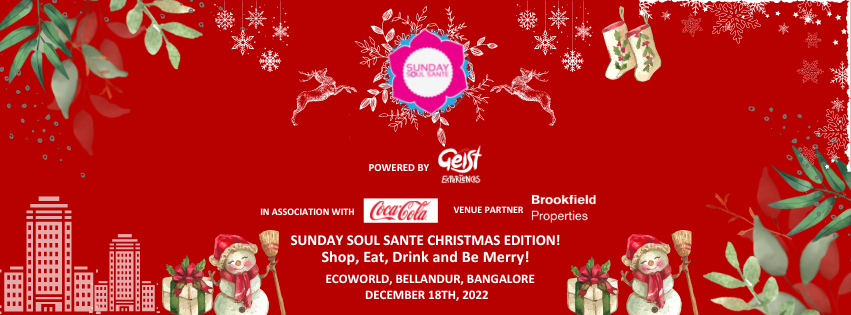 SUNDAY
SOUL SANTE
POWERED BY
GEIST
IN ASSOCIATION WITH
Coca-Cola
VENUE PARTNER
Brookfield
Properties
SUNDAY SOUL SANTE CHRISTMAS EDITION!
Shop, Eat, Drink and Be Merry!
ECOWORLD, BELLANDUR, BANGALORE
DECEMBER 18TH, 2022